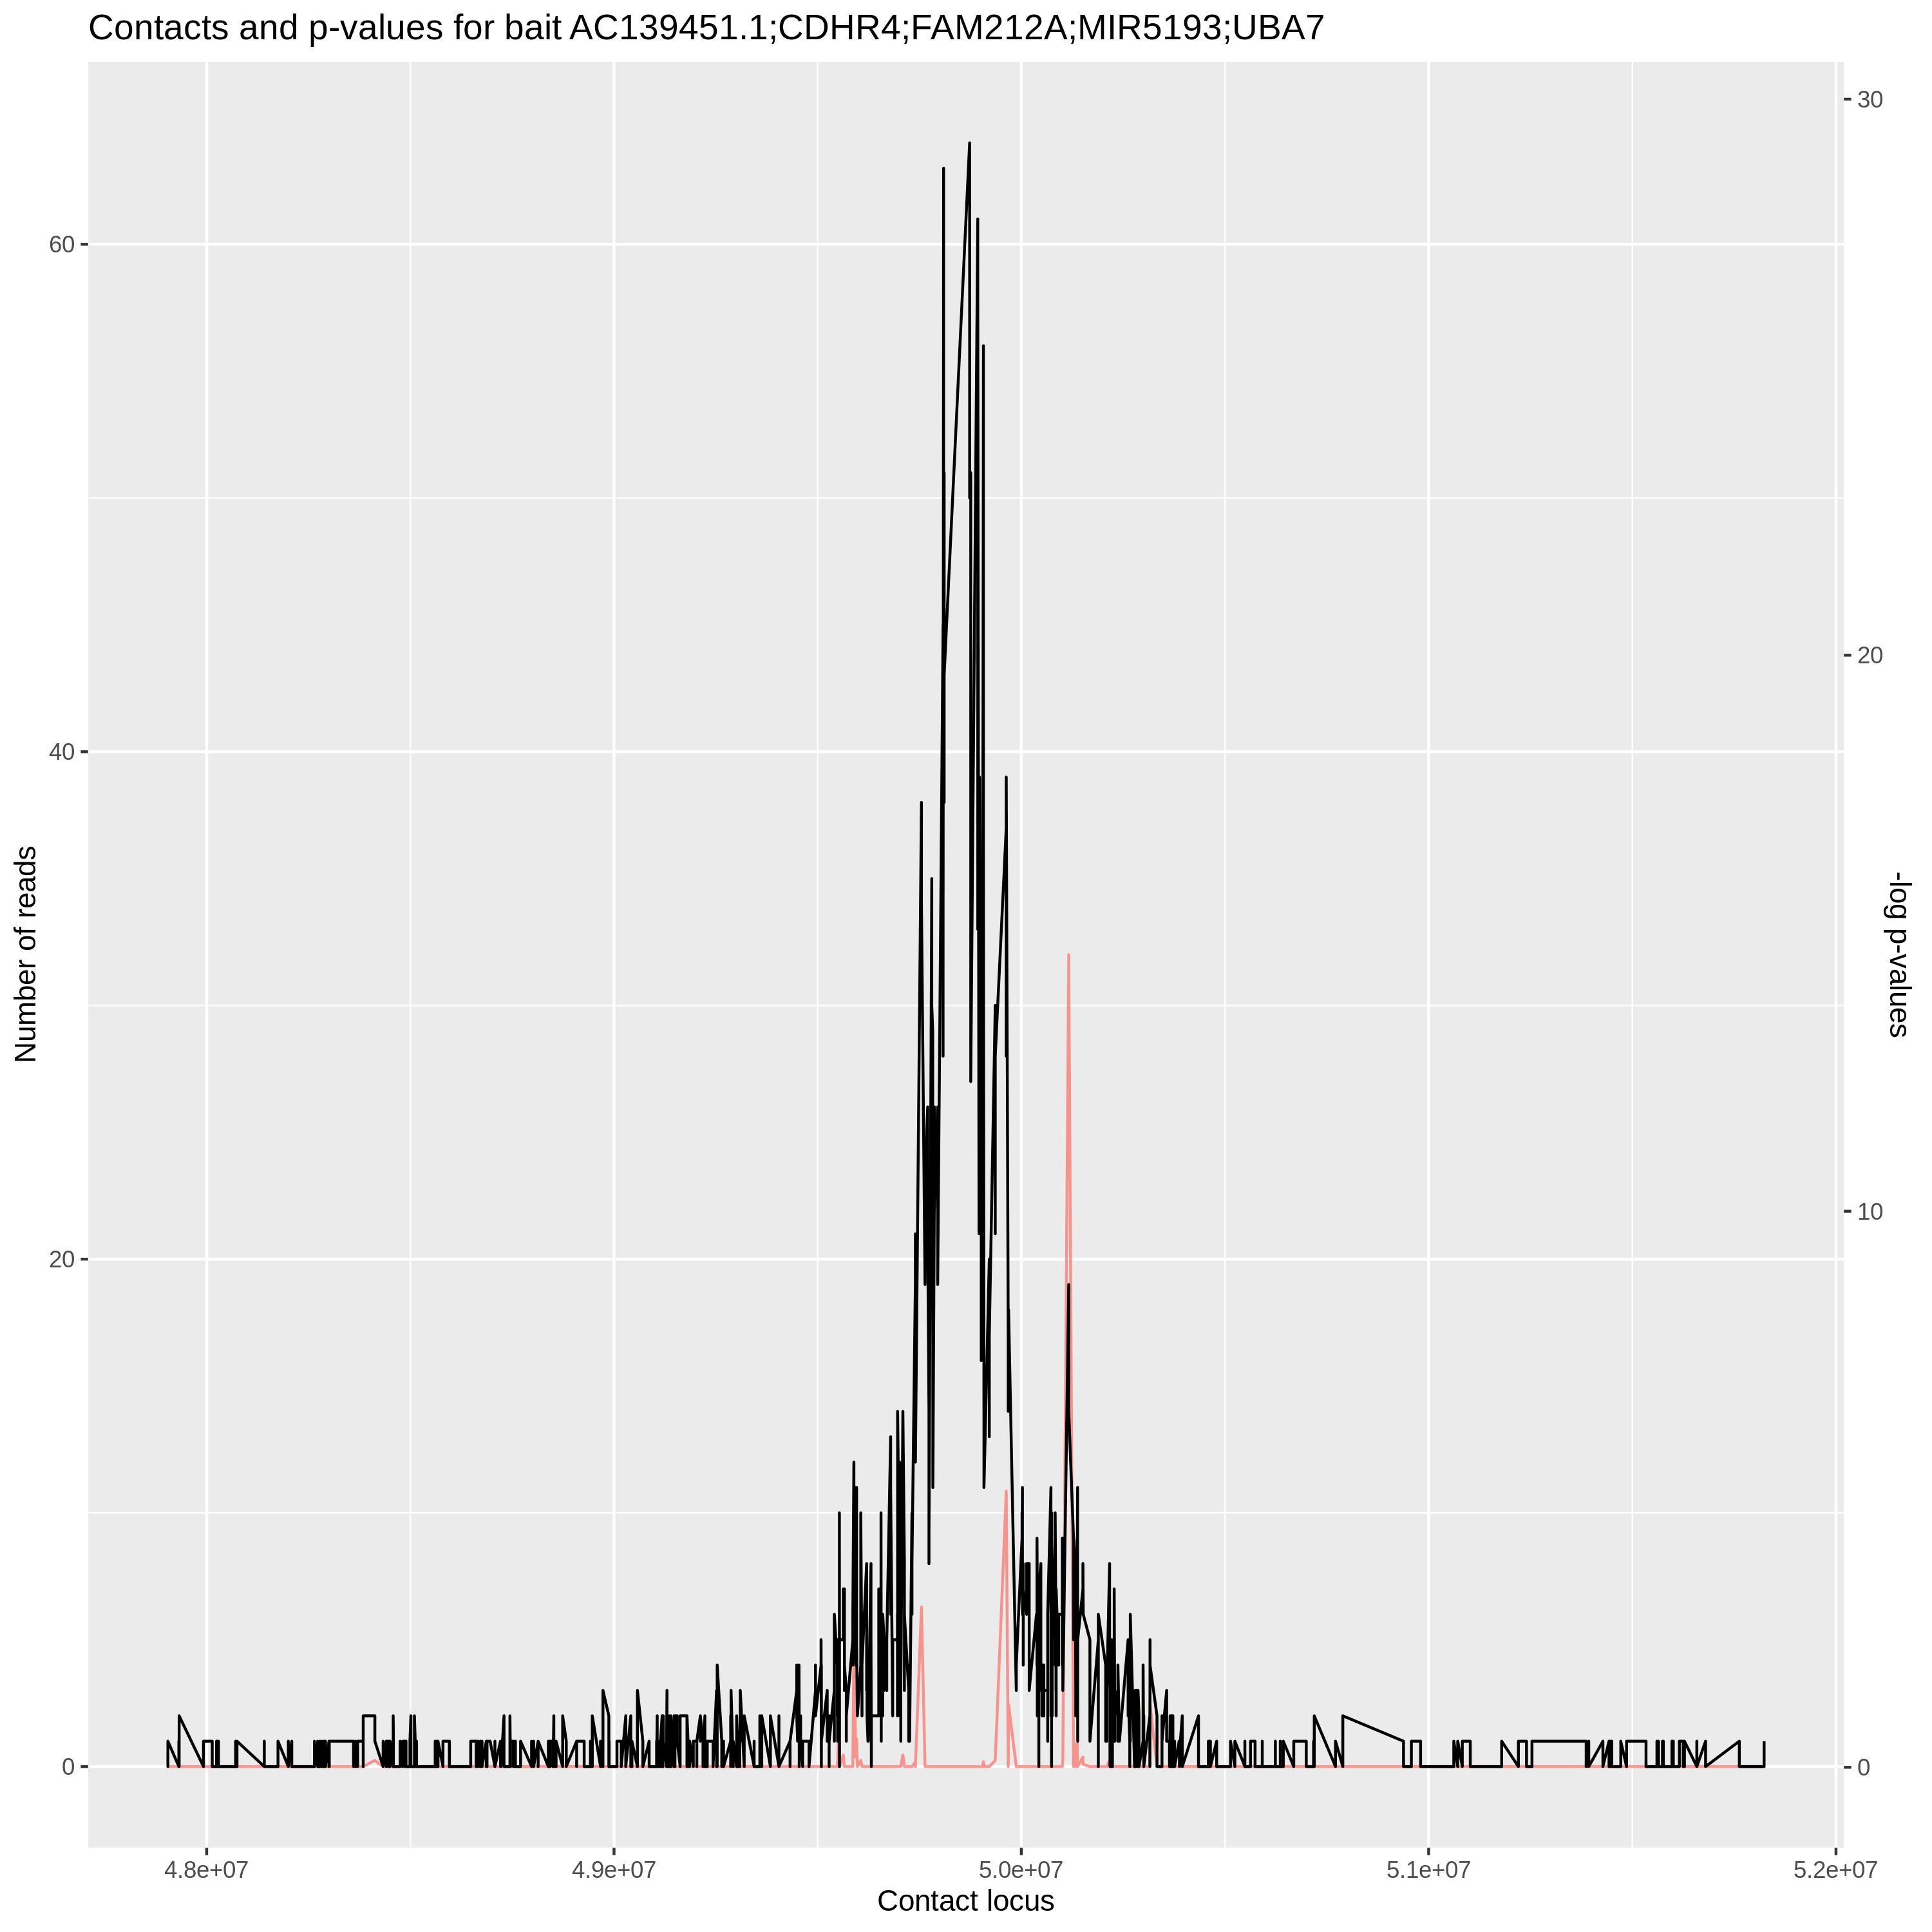 Contacts and p-values for bait AC139451.1;CDHR4;FAM212A;MIR5193;UBA7
Number of reads
60
40
20
0
30
20
10
0
-log p-values
4.8e+07 4.9e+07 5.0e+07 5.1e+07 5.2e+07
Contact locus